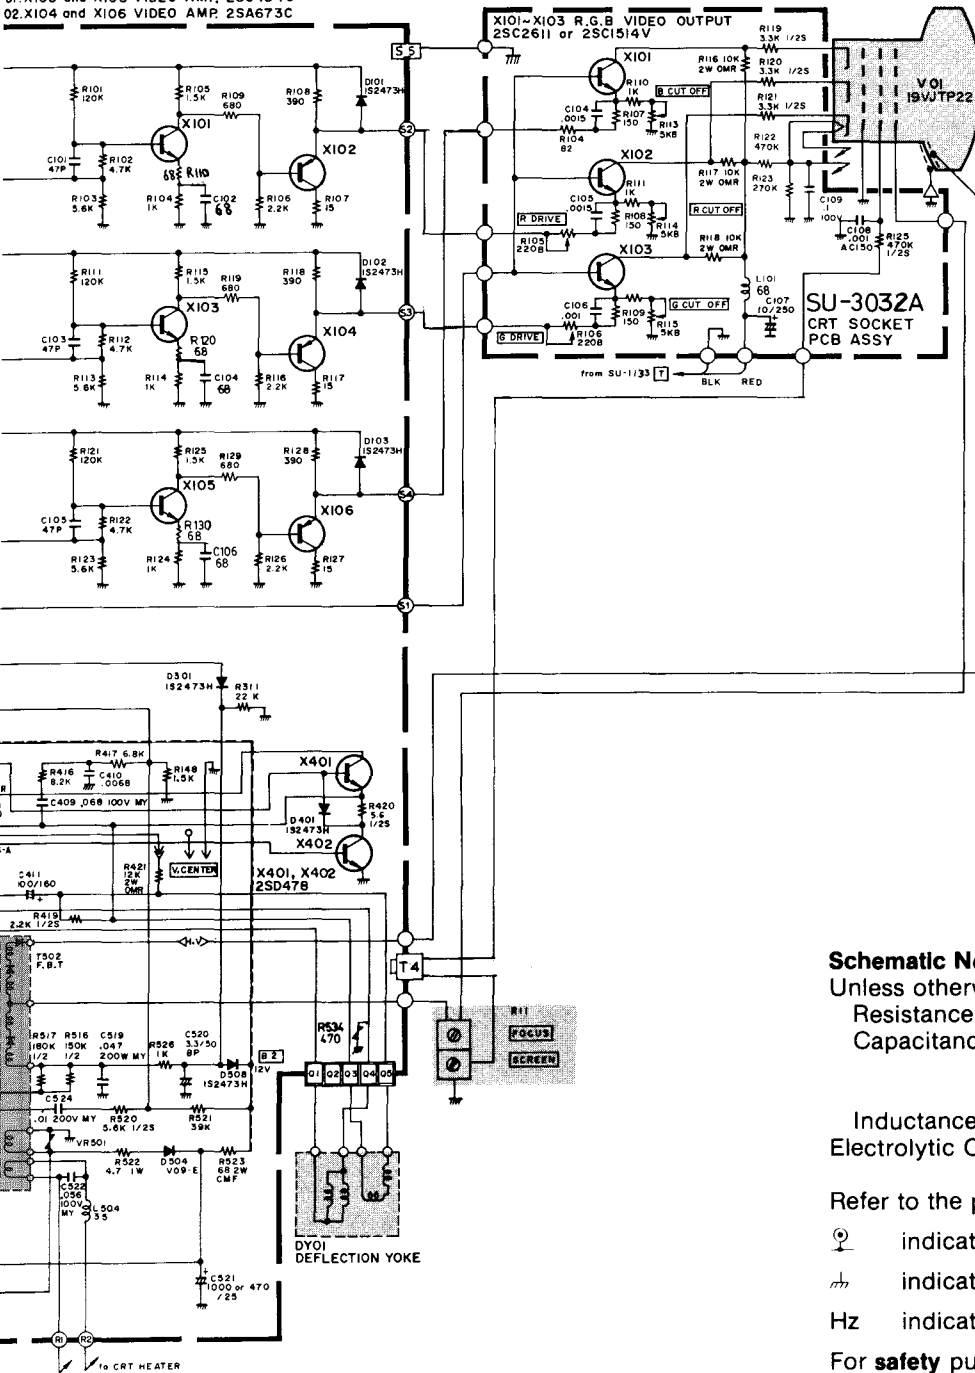 02.X104 and X106 VIDEO AMP. 2SA673C
S5
D101
1S2473H
R101
120K
R105
1.5K
R109
680
R108
390
X101
S2
X102
C101
47P
R102
4.7K
68
R110
R103
5.6K
R104
1K
C102
68
R106
2.2K
R107
15
R111
120K
R115
1.5K
R119
680
R118
390
D102
1S2473H
X103
S3
X104
C103
47P
R112
4.7K
R120
68
R113
5.6K
R114
1K
C104
68
R116
2.2K
R117
15
R121
120K
R125
1.5K
R129
680
R128
390
D103
1S2473H
X105
S4
X106
C105
47P
R122
4.7K
R130
68
R123
5.6K
R124
1K
C106
68
R126
2.2K
R127
15
S1
X101~X103 R.G.B VIDEO OUTPUT
2SC2611 or 2SC1514V
X101
R110
1K
B CUT OFF
C104
.0015
R107
150
R113
5KB
R104
82
R116 10K
2W OMR
R119
3.3K 1/2S
R120
3.3K 1/2S
R121
3.3K 1/2S
R122
470K
V01
19VJTP22
X102
R111
1K
R117 10K
2W OMR
R123
270K
C105
.0015
R108
150
R114
5KB
R CUT OFF
C109
.1
100V
R DRIVE
R105
220B
R118 10K
2W OMR
C108
.001
AC150
R125
470K
1/2S
X103
L101
68
C107
10/250
C106
.001
R109
150
R115
5KB
G CUT OFF
G DRIVE
R106
220B
SU-3032A
CRT SOCKET
PCB ASSY
from SU-1133 T
BLK
RED
D301
1S2473H
R311
22 K
R417 6.8K
R416
8.2K
C410
.0068
R148
1.5K
C409 .068 100V MY
X401
D401
1S2473H
R420
5.6
1/2S
X402
R421
12K
2W
OMR
V.CENTER
X401, X402
2SD478
C411
100/160
R419
2.2K 1/2S
H.V
T502
F.B.T
T4
R11
FOCUS
SCREEN
R534
470
R517
180K
1/2
R516
150K
1/2
C519
.047
200W MY
R526
1K
C520
3.3/50
BP
D508
1S2473H
B2
12V
Q1
Q2
Q3
Q4
Q5
C524
.01 200V MY
R520
5.6K 1/2S
R521
39K
VR501
R522
4.7 1W
D504
V09-E
R523
68 2W
CMF
C522
.056
100V
MY
L504
35
DY01
DEFLECTION YOKE
C521
1000 or 470
/25
R1
R2
to CRT HEATER
Schematic N
Unless other
Resistance
Capacitan
Inductance
Electrolytic C
Refer to the
indicat
indicat
Hz indicat
For safety pu